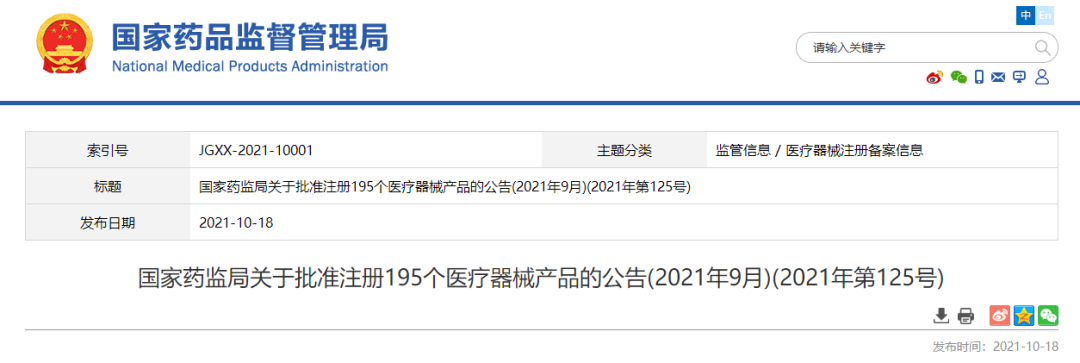 中 En
国家药品监督管理局
National Medical Products Administration
请输入关键字
索引号 JGXX-2021-10001 主题分类 监管信息 / 医疗器械注册备案信息
标题 国家药监局关于批准注册195个医疗器械产品的公告(2021年9月)(2021年第125号)
发布日期 2021-10-18
国家药监局关于批准注册195个医疗器械产品的公告(2021年9月)(2021年第125号)
发布时间：2021-10-18